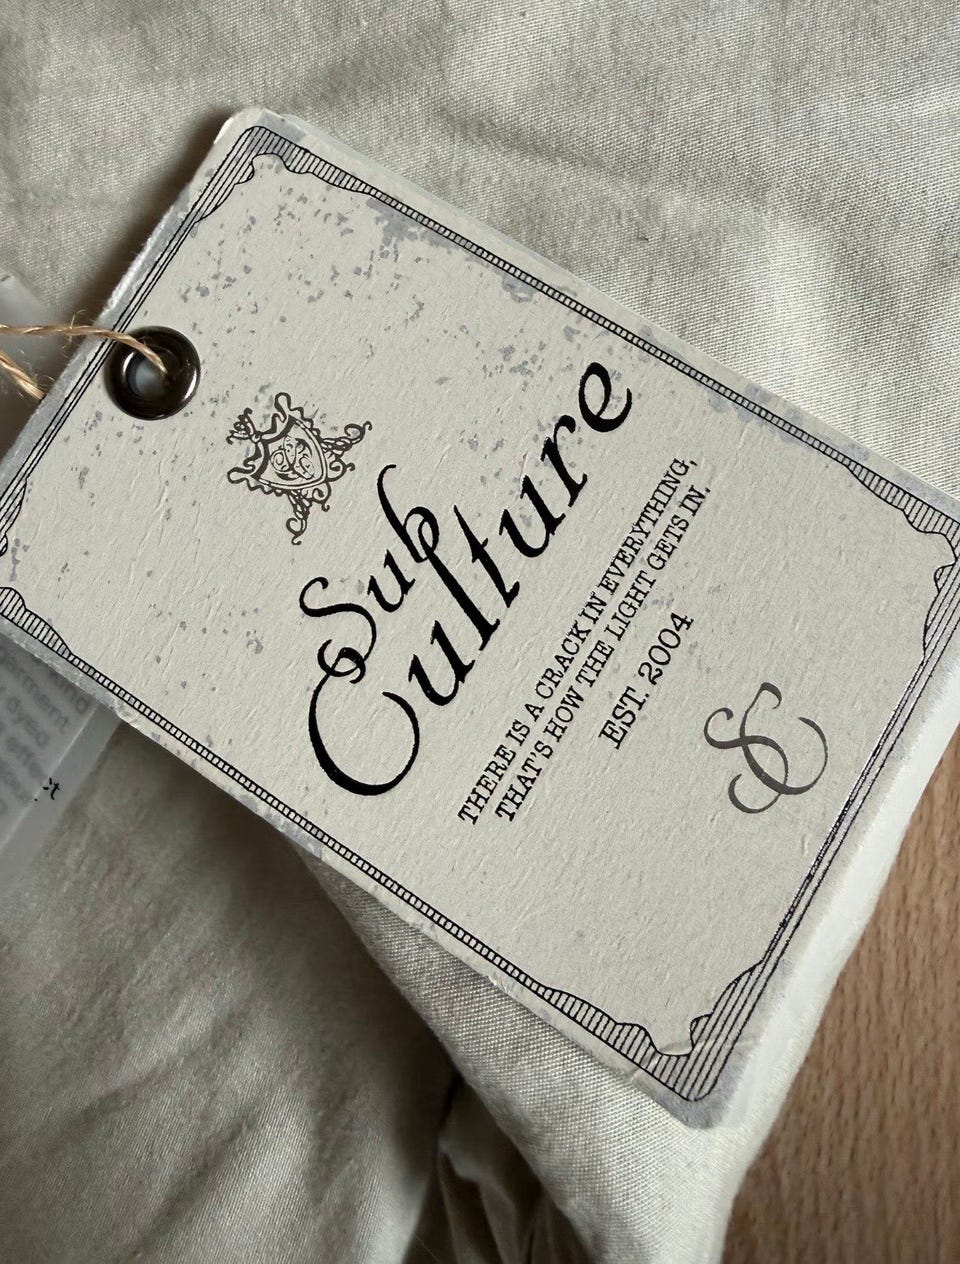 Sub
Culture
THERE IS A CRACK IN EVERYTHING,
THAT'S HOW THE LIGHT GETS IN.
EST. 2004
SC